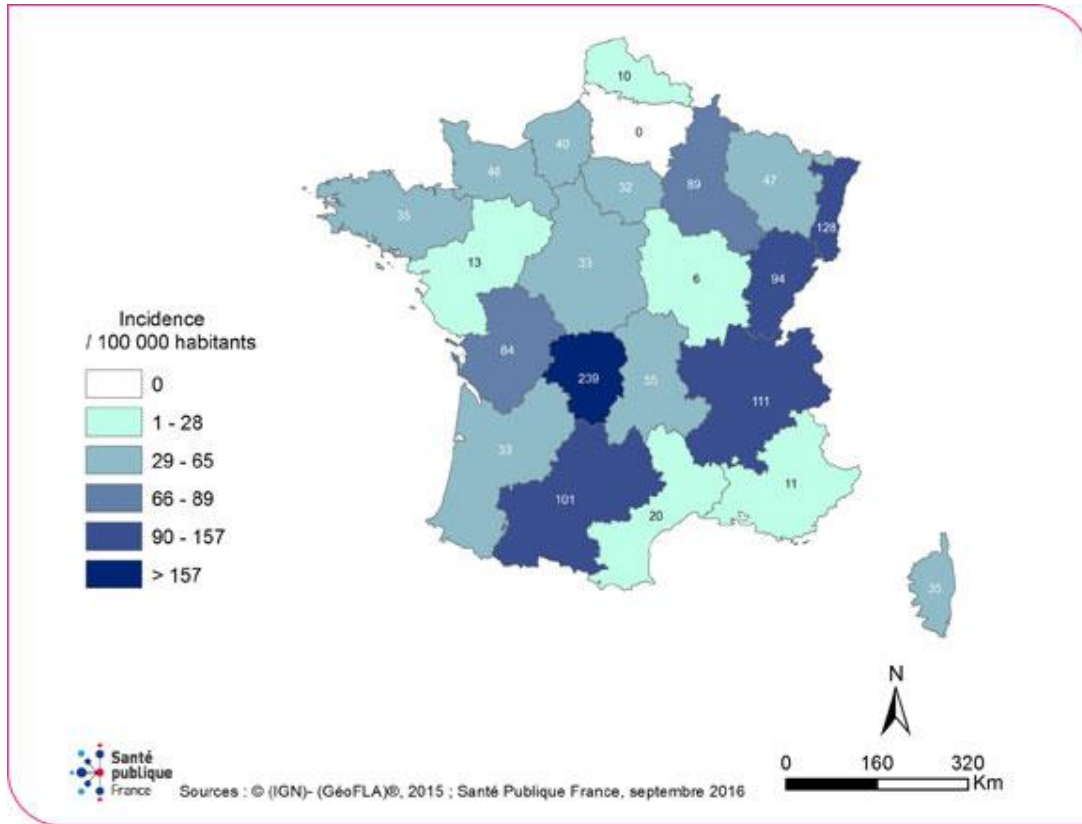 10
0
40
46
32
89
47
35
128
13
33
6
94
84
239
55
111
33
101
20
11
35
Incidence
/ 100 000 habitants
0
1 - 28
29 - 65
66 - 89
90 - 157
> 157
N
0 160 320
Km
Santé
publique
France
Sources : © (IGN)- (GéoFLA)®, 2015 ; Santé Publique France, septembre 2016